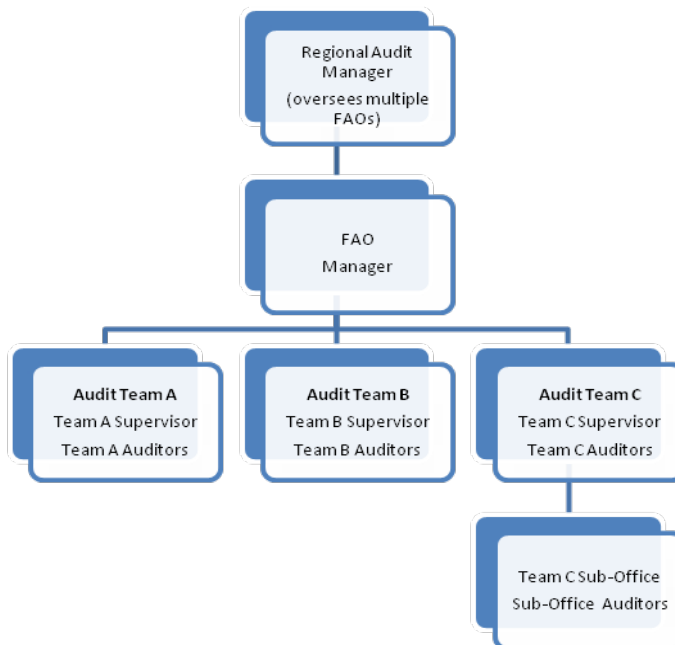 Regional Audit
Manager
(oversees multiple
FAOs)
FAO
Manager
Audit Team A
Team A Supervisor
Team A Auditors
Audit Team B
Team B Supervisor
Team B Auditors
Audit Team C
Team C Supervisor
Team C Auditors
Team C Sub-Office
Sub-Office Auditors